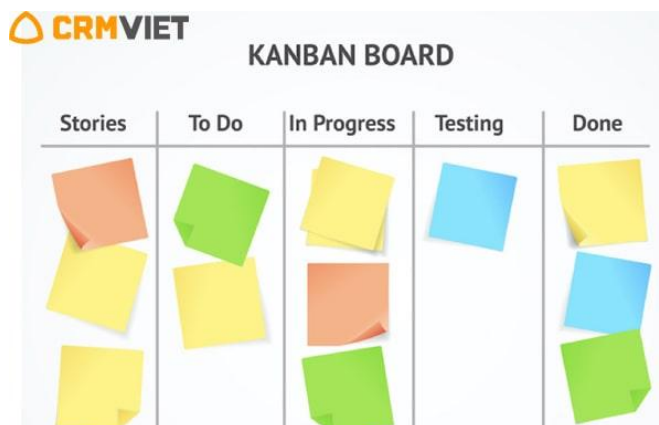 CRMVIET
KANBAN BOARD
Stories
To Do
In Progress
Testing
Done